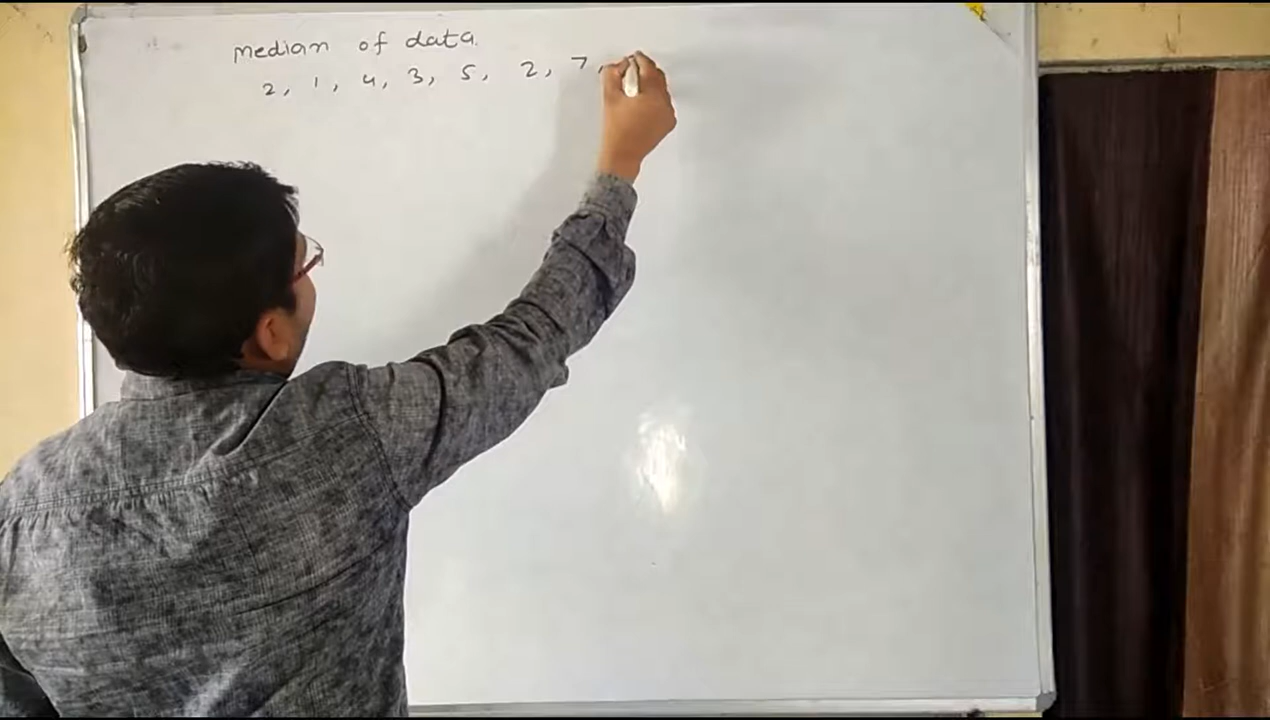 median of data.
2, 1, 4, 3, 5, 2, 7,